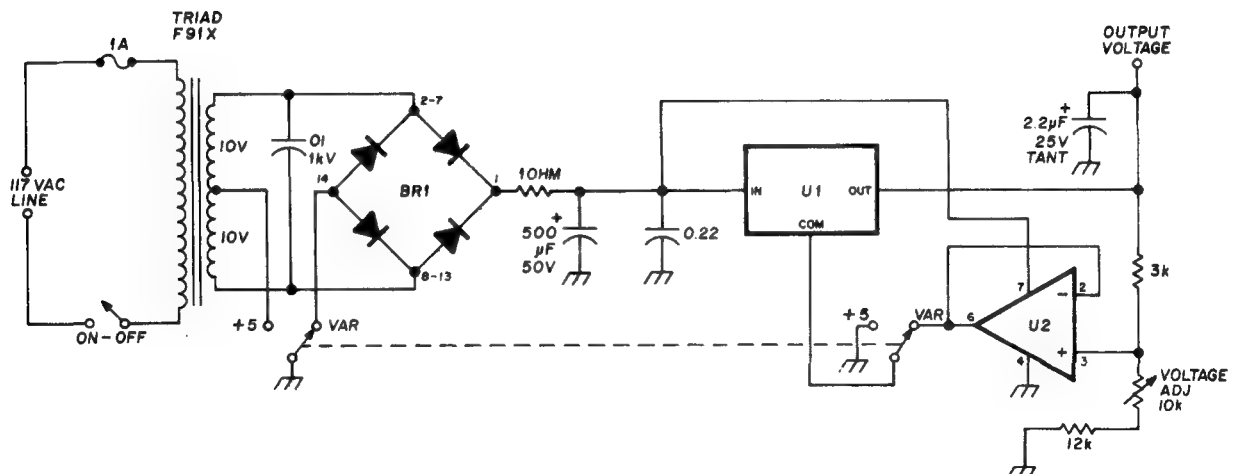 TRIAD
F91X
1A
117 VAC
LINE
ON-OFF
10V
10V
+5
VAR
.01
1kV
2-7
14
BR1
1
8-13
1 OHM
+
500
µF
50V
0.22
IN
U1
OUT
COM
+5
VAR
6
7
2
−
U2
+
3
4
OUTPUT
VOLTAGE
+
2.2µF
25V
TANT
3k
VOLTAGE
ADJ
10k
12k